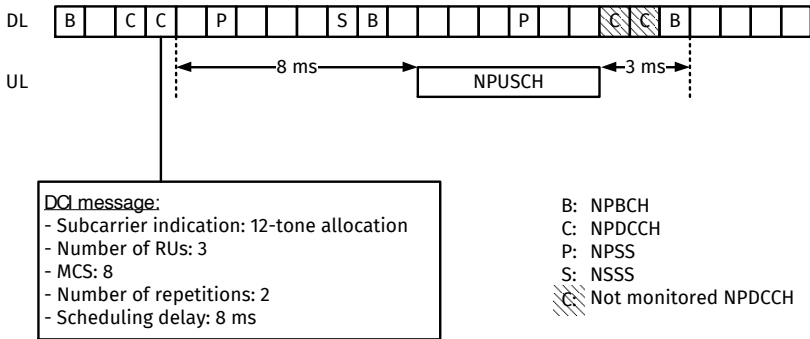 DL B C C P S B P C C B
8 ms 3 ms
UL NPUSCH
DCI message:
- Subcarrier indication: 12-tone allocation
- Number of RUs: 3
- MCS: 8
- Number of repetitions: 2
- Scheduling delay: 8 ms
B: NPBCH
C: NPDCCH
P: NPSS
S: NSSS
C: Not monitored NPDCCH